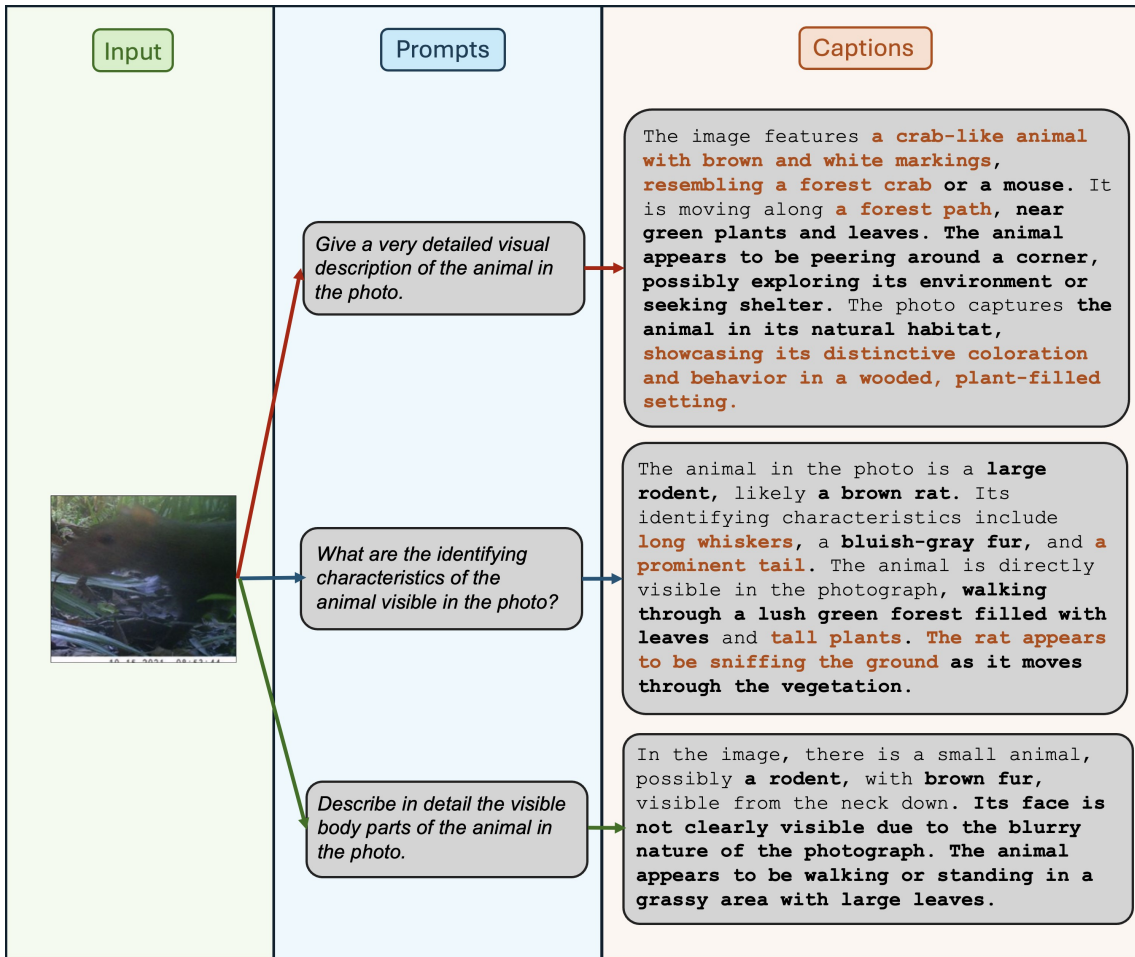 Input
Prompts
Captions
Give a very detailed visual
description of the animal in
the photo.
The image features a crab-like animal
with brown and white markings,
resembling a forest crab or a mouse. It
is moving along a forest path, near
green plants and leaves. The animal
appears to be peering around a corner,
possibly exploring its environment or
seeking shelter. The photo captures the
animal in its natural habitat,
showcasing its distinctive coloration
and behavior in a wooded, plant-filled
setting.
What are the identifying
characteristics of the
animal visible in the photo?
The animal in the photo is a large
rodent, likely a brown rat. Its
identifying characteristics include
long whiskers, a bluish-gray fur, and a
prominent tail. The animal is directly
visible in the photograph, walking
through a lush green forest filled with
leaves and tall plants. The rat appears
to be sniffing the ground as it moves
through the vegetation.
Describe in detail the visible
body parts of the animal in
the photo.
In the image, there is a small animal,
possibly a rodent, with brown fur,
visible from the neck down. Its face is
not clearly visible due to the blurry
nature of the photograph. The animal
appears to be walking or standing in a
grassy area with large leaves.